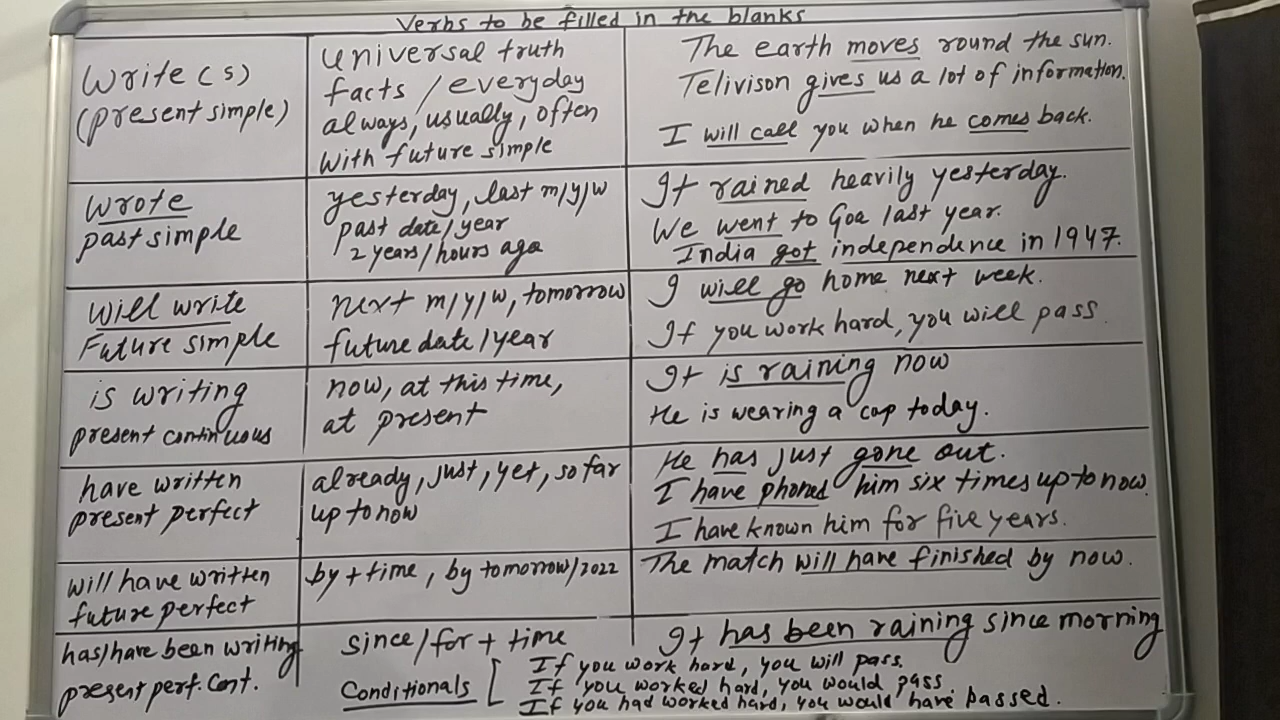 Verbs to be filled in the blanks
Write(s)
(present simple)
universal truth
facts / everyday
always, usually, often
with future simple
The earth moves round the sun.
Telivison gives us a lot of information.
I will call you when he comes back.
Wrote
past simple
yesterday, last m/y/w
past date/year
2 years/hours ago
It rained heavily yesterday.
We went to Goa last year.
India got independence in 1947.
will write
Future simple
next m/y/w, tomorrow
future date/year
I will go home next week.
If you work hard, you will pass.
is writing
present continuous
now, at this time,
at present
It is raining now
He is wearing a cap today.
have written
present perfect
already, just, yet, so far
up to now
He has just gone out.
I have phoned him six times up to now.
I have known him for five years.
will have written
future perfect
by + time, by tomorrow/2022
The match will have finished by now.
has/have been writing
present perf. cont.
since/for + time
It has been raining since morning
Conditionals
If you work hard, you will pass.
If you worked hard, you would pass.
If you had worked hard, you would have passed.